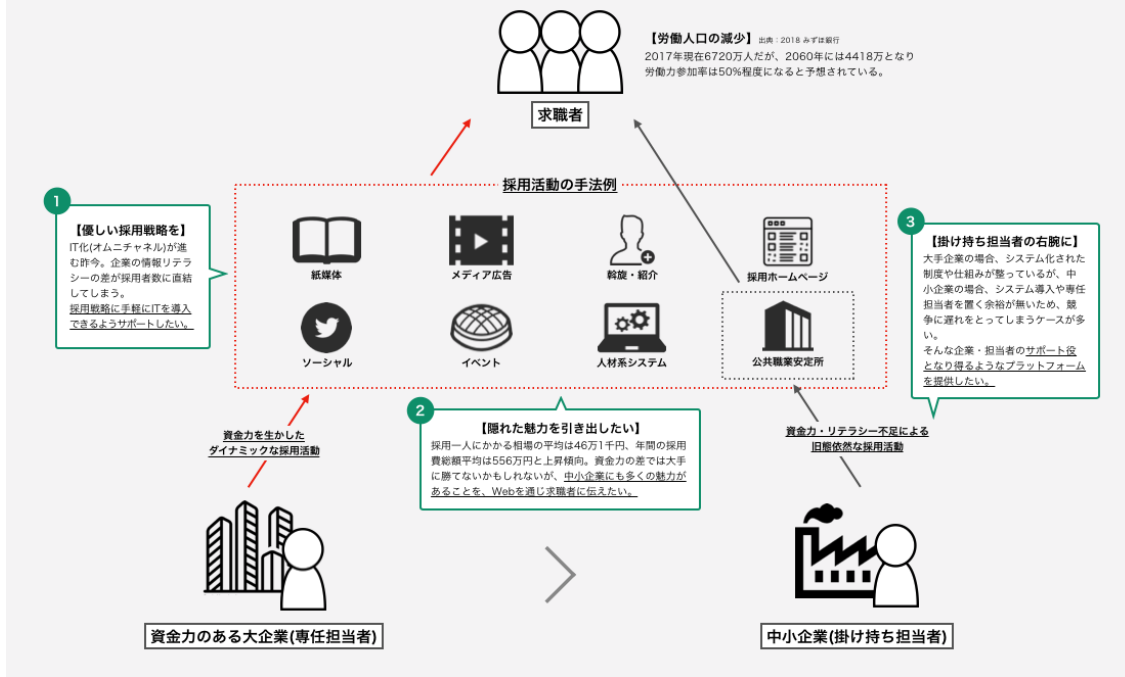 【労働人口の減少】出典：2018 みずほ銀行
2017年現在6720万人だが、2060年には4418万となり
労働力参加率は50%程度になると予想されている。
求職者
採用活動の手法例
1
【優しい採用戦略を】
IT化(オムニチャネル)が進
む昨今。企業の情報リテラ
シーの差が採用者数に直結
してしまう。
採用戦略に手軽にITを導入
できるようサポートしたい。
紙媒体
メディア広告
斡旋・紹介
採用ホームページ
ソーシャル
イベント
人材系システム
公共職業安定所
3
【掛け持ち担当者の右腕に】
大手企業の場合、システム化された
制度や仕組みが整っているが、中
小企業の場合、システム導入や専任
担当者を置く余裕が無いため、競
争に遅れをとってしまうケースが多
い。
そんな企業・担当者のサポート役
となり得るようなプラットフォーム
を提供したい。
2
【隠れた魅力を引き出したい】
採用一人にかかる相場の平均は46万1千円、年間の採用
費総額平均は556万円と上昇傾向。資金力の差では大手
に勝てないかもしれないが、中小企業にも多くの魅力が
あることを、Webを通じ求職者に伝えたい。
資金力を生かした
ダイナミックな採用活動
資金力・リテラシー不足による
旧態依然な採用活動
資金力のある大企業(専任担当者)
中小企業(掛け持ち担当者)